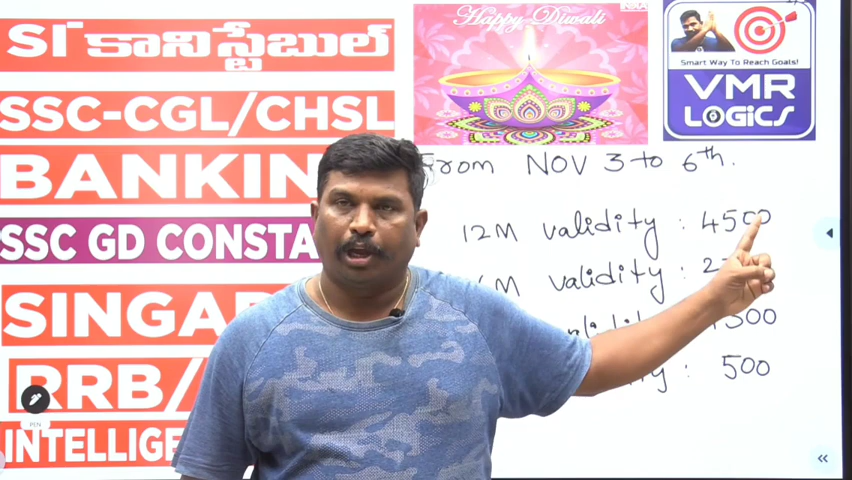 SI కానిస్టేబుల్
SSC-CGL/CHSL
BANKIN
SSC GD CONSTA
SINGAR
RRB/
INTELLIGE
PEN
Happy Diwali
Smart Way To Reach Goals!
VMR
LOGiCS
From NOV 3 to 6th.
12M validity : 4500
M validity : 2
500
: 500